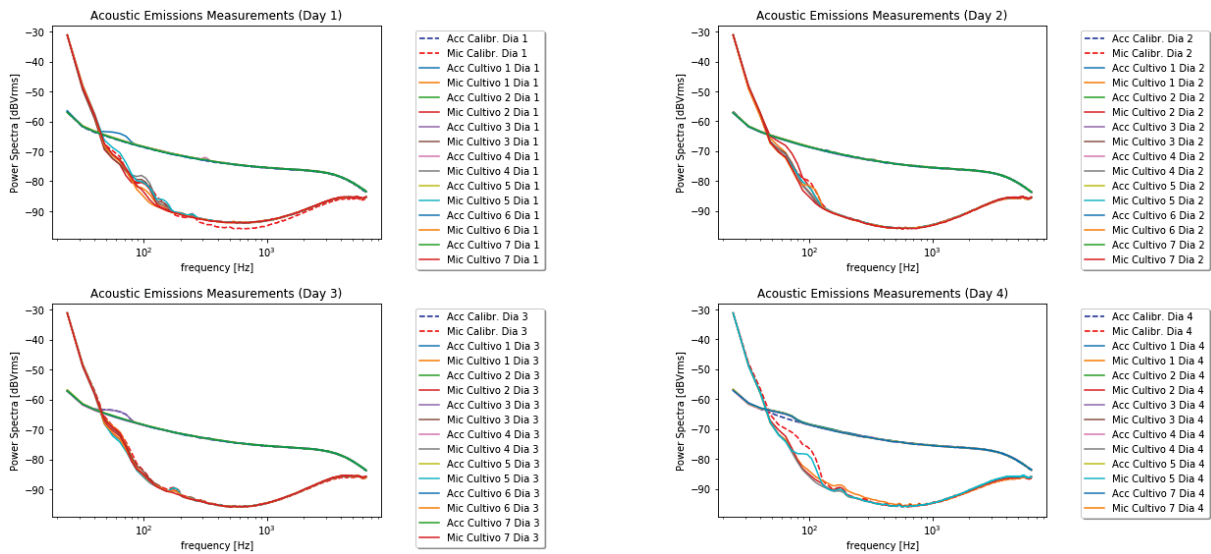 Acoustic Emissions Measurements (Day 1)
Power Spectra [dBVrms]
−30
−40
−50
−60
−70
−80
−90
10²
10³
frequency [Hz]
Acc Calibr. Dia 1
Mic Calibr. Dia 1
Acc Cultivo 1 Dia 1
Mic Cultivo 1 Dia 1
Acc Cultivo 2 Dia 1
Mic Cultivo 2 Dia 1
Acc Cultivo 3 Dia 1
Mic Cultivo 3 Dia 1
Acc Cultivo 4 Dia 1
Mic Cultivo 4 Dia 1
Acc Cultivo 5 Dia 1
Mic Cultivo 5 Dia 1
Acc Cultivo 6 Dia 1
Mic Cultivo 6 Dia 1
Acc Cultivo 7 Dia 1
Mic Cultivo 7 Dia 1
Acoustic Emissions Measurements (Day 2)
Power Spectra [dBVrms]
−30
−40
−50
−60
−70
−80
−90
10²
10³
frequency [Hz]
Acc Calibr. Dia 2
Mic Calibr. Dia 2
Acc Cultivo 1 Dia 2
Mic Cultivo 1 Dia 2
Acc Cultivo 2 Dia 2
Mic Cultivo 2 Dia 2
Acc Cultivo 3 Dia 2
Mic Cultivo 3 Dia 2
Acc Cultivo 4 Dia 2
Mic Cultivo 4 Dia 2
Acc Cultivo 5 Dia 2
Mic Cultivo 5 Dia 2
Acc Cultivo 6 Dia 2
Mic Cultivo 6 Dia 2
Acc Cultivo 7 Dia 2
Mic Cultivo 7 Dia 2
Acoustic Emissions Measurements (Day 3)
Power Spectra [dBVrms]
−30
−40
−50
−60
−70
−80
−90
10²
10³
frequency [Hz]
Acc Calibr. Dia 3
Mic Calibr. Dia 3
Acc Cultivo 1 Dia 3
Mic Cultivo 1 Dia 3
Acc Cultivo 2 Dia 3
Mic Cultivo 2 Dia 3
Acc Cultivo 3 Dia 3
Mic Cultivo 3 Dia 3
Acc Cultivo 4 Dia 3
Mic Cultivo 4 Dia 3
Acc Cultivo 5 Dia 3
Mic Cultivo 5 Dia 3
Acc Cultivo 6 Dia 3
Mic Cultivo 6 Dia 3
Acc Cultivo 7 Dia 3
Mic Cultivo 7 Dia 3
Acoustic Emissions Measurements (Day 4)
Power Spectra [dBVrms]
−30
−40
−50
−60
−70
−80
−90
10²
10³
frequency [Hz]
Acc Calibr. Dia 4
Mic Calibr. Dia 4
Acc Cultivo 1 Dia 4
Mic Cultivo 1 Dia 4
Acc Cultivo 2 Dia 4
Mic Cultivo 2 Dia 4
Acc Cultivo 3 Dia 4
Mic Cultivo 3 Dia 4
Acc Cultivo 4 Dia 4
Mic Cultivo 4 Dia 4
Acc Cultivo 5 Dia 4
Mic Cultivo 5 Dia 4
Acc Cultivo 7 Dia 4
Mic Cultivo 7 Dia 4